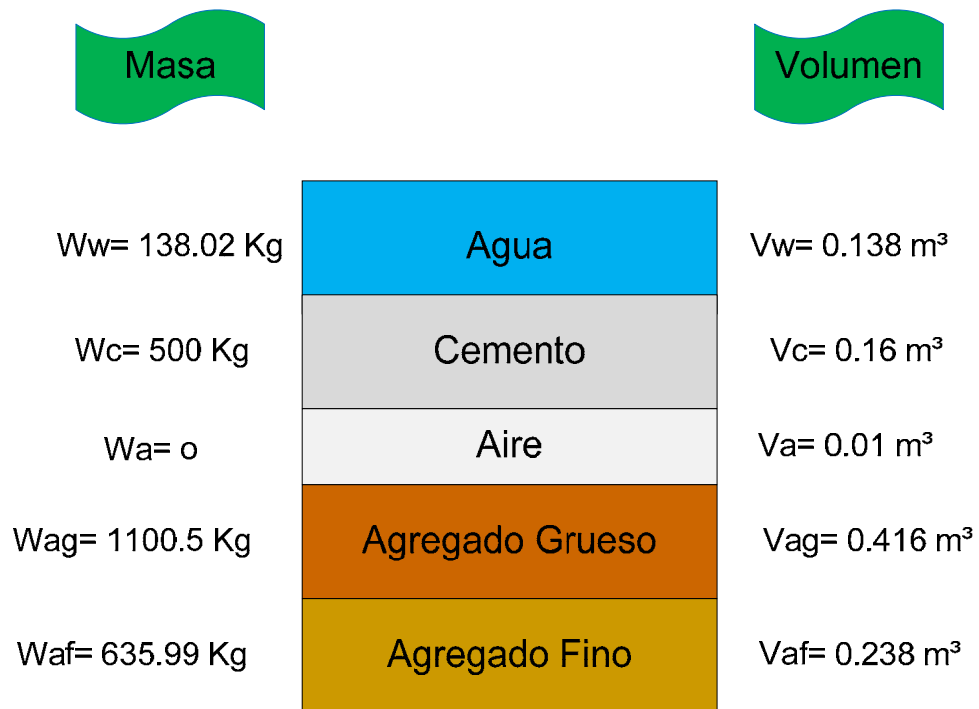 Masa
Volumen
Ww= 138.02 Kg
Agua
Vw= 0.138 m³
Wc= 500 Kg
Cemento
Vc= 0.16 m³
Wa= o
Aire
Va= 0.01 m³
Wag= 1100.5 Kg
Agregado Grueso
Vag= 0.416 m³
Waf= 635.99 Kg
Agregado Fino
Vaf= 0.238 m³